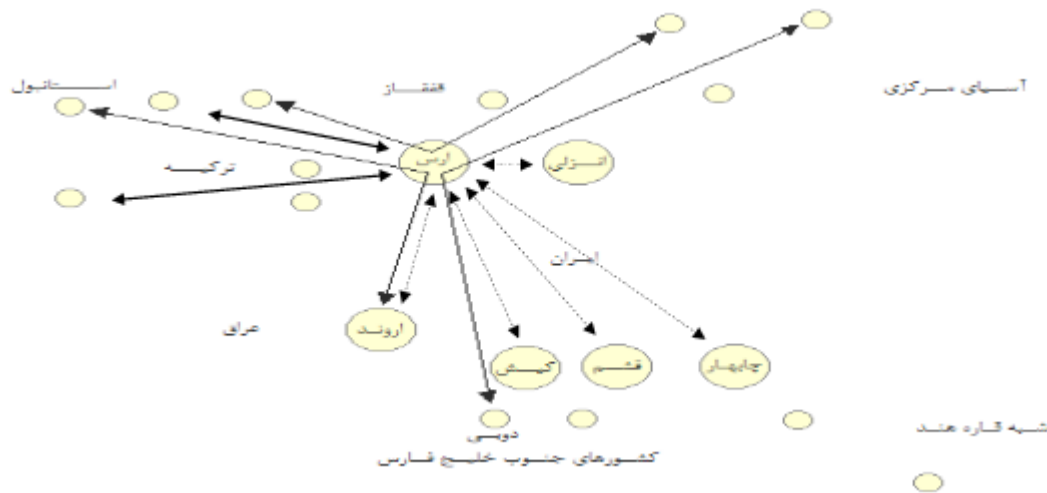 استانبول
قفقاز
آسیای مرکزی
ارس
انزلی
ترکیه
ایران
عراق
اروند
کیش
قشم
چابهار
دوبی
شبه قاره هند
کشورهای جنوب خلیج فارس